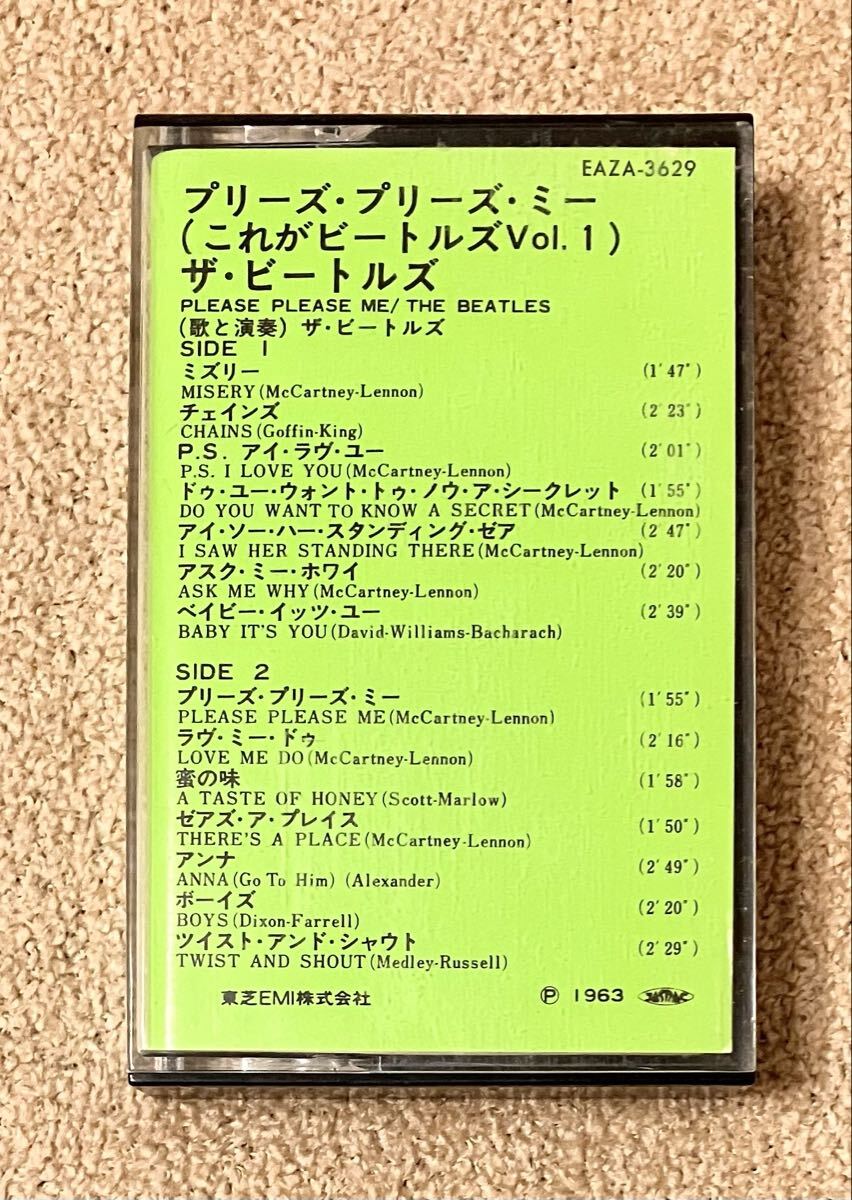 EAZA-3629
プリーズ・プリーズ・ミー
(これがビートルズVol. 1)
ザ・ビートルズ
PLEASE PLEASE ME/ THE BEATLES
(歌と演奏) ザ・ビートルズ
SIDE 1
ミズリー (1'47")
MISERY(McCartney-Lennon)
チェインズ (2'23")
CHAINS(Goffin-King)
P.S. アイ・ラヴ・ユー (2'01")
P.S. I LOVE YOU(McCartney-Lennon)
ドゥ・ユー・ウォント・トゥ・ノウ・ア・シークレット (1'55")
DO YOU WANT TO KNOW A SECRET(McCartney-Lennon)
アイ・ソー・ハー・スタンディング・ゼア (2'47")
I SAW HER STANDING THERE(McCartney-Lennon)
アスク・ミー・ホワイ (2'20")
ASK ME WHY(McCartney-Lennon)
ベイビー・イッツ・ユー (2'39")
BABY IT'S YOU(David-Williams-Bacharach)
SIDE 2
プリーズ・プリーズ・ミー (1'55")
PLEASE PLEASE ME(McCartney-Lennon)
ラヴ・ミー・ドゥ (2'16")
LOVE ME DO(McCartney-Lennon)
蜜の味 (1'58")
A TASTE OF HONEY(Scott-Marlow)
ゼアズ・ア・プレイス (1'50")
THERE'S A PLACE(McCartney-Lennon)
アンナ (2'49")
ANNA(Go To Him) (Alexander)
ボーイズ (2'20")
BOYS(Dixon-Farrell)
ツイスト・アンド・シャウト (2'29")
TWIST AND SHOUT(Medley-Russell)
東芝EMI株式会社 Ⓟ 1963 JASRAC